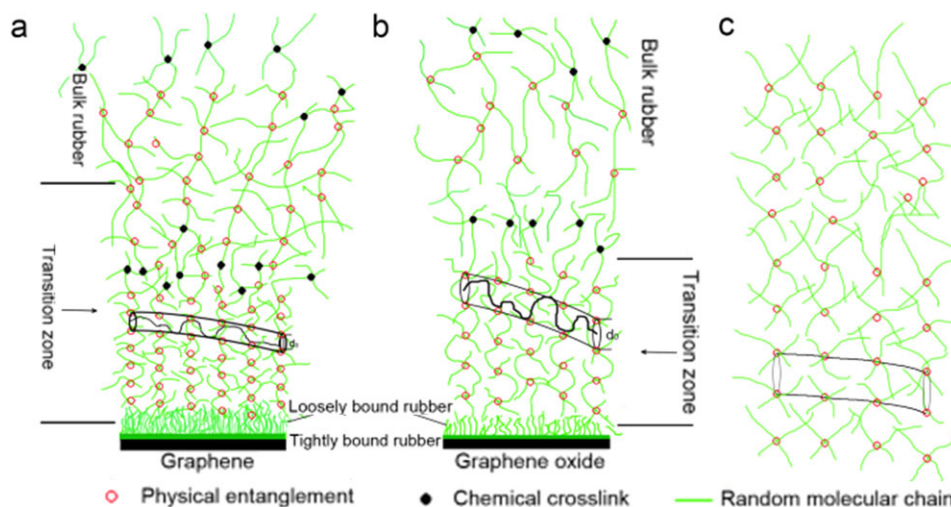 a
b
c
Bulk rubber
Bulk rubber
Transition zone
Transition zone
d₀
d₀
Loosely bound rubber
Tightly bound rubber
Graphene
Graphene oxide
Physical entanglement
Chemical crosslink
Random molecular chain